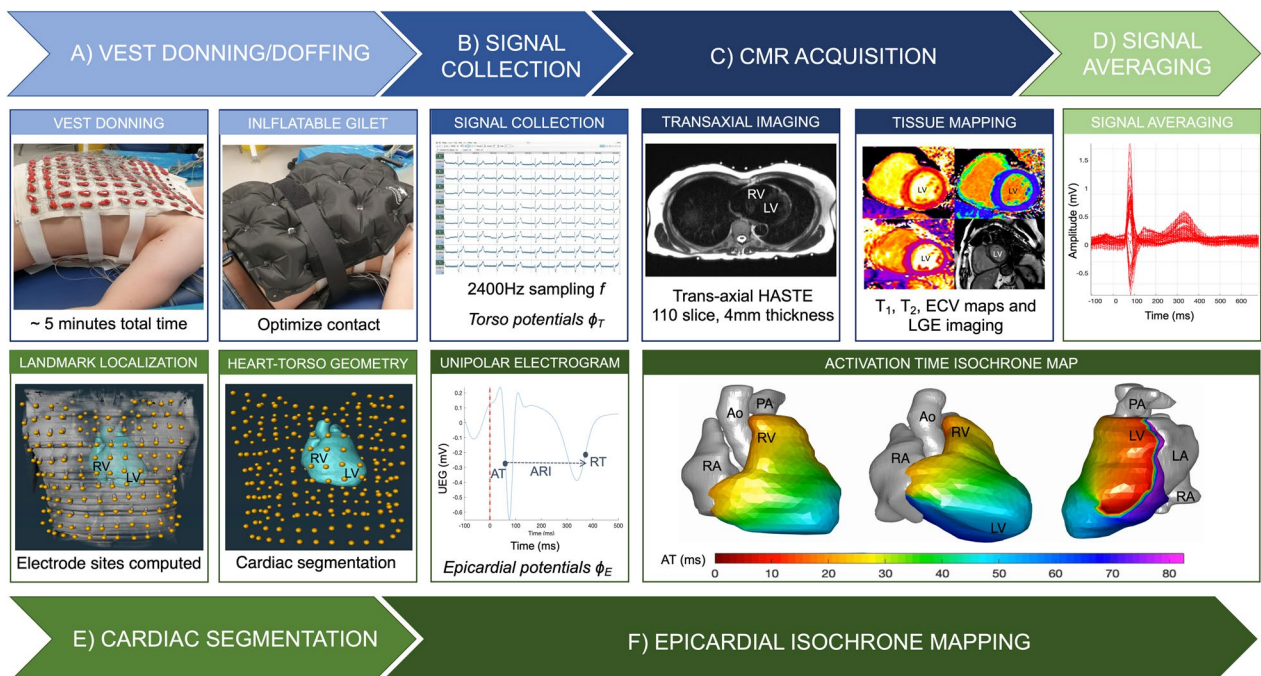 A) VEST DONNING/DOFFING
B) SIGNAL
COLLECTION
C) CMR ACQUISITION
D) SIGNAL
AVERAGING
VEST DONNING
~ 5 minutes total time
INLFLATABLE GILET
Optimize contact
SIGNAL COLLECTION
2400Hz sampling f
Torso potentials ϕT
TRANSAXIAL IMAGING
RV
LV
Trans-axial HASTE
110 slice, 4mm thickness
TISSUE MAPPING
LV
LV
LV
LV
T₁, T₂, ECV maps and
LGE imaging
SIGNAL AVERAGING
Amplitude (mV)
1.5
1
0.5
0
-0.5
-100 0 100 200 300 400 500 600
Time (ms)
LANDMARK LOCALIZATION
RV
LV
Electrode sites computed
HEART-TORSO GEOMETRY
RV
LV
Cardiac segmentation
UNIPOLAR ELECTROGRAM
UEG (mV)
0.2
0.1
0
-0.1
-0.2
-0.3
-0.4
-0.5
-0.6
AT
ARI
RT
-100 0 100 200 300 400 500
Time (ms)
Time (ms)
Epicardial potentials ϕE
ACTIVATION TIME ISOCHRONE MAP
Ao
PA
RV
RA
Ao
RV
RA
LV
PA
LV
LA
RA
AT (ms)
0 10 20 30 40 50 60 70 80
E) CARDIAC SEGMENTATION
F) EPICARDIAL ISOCHRONE MAPPING